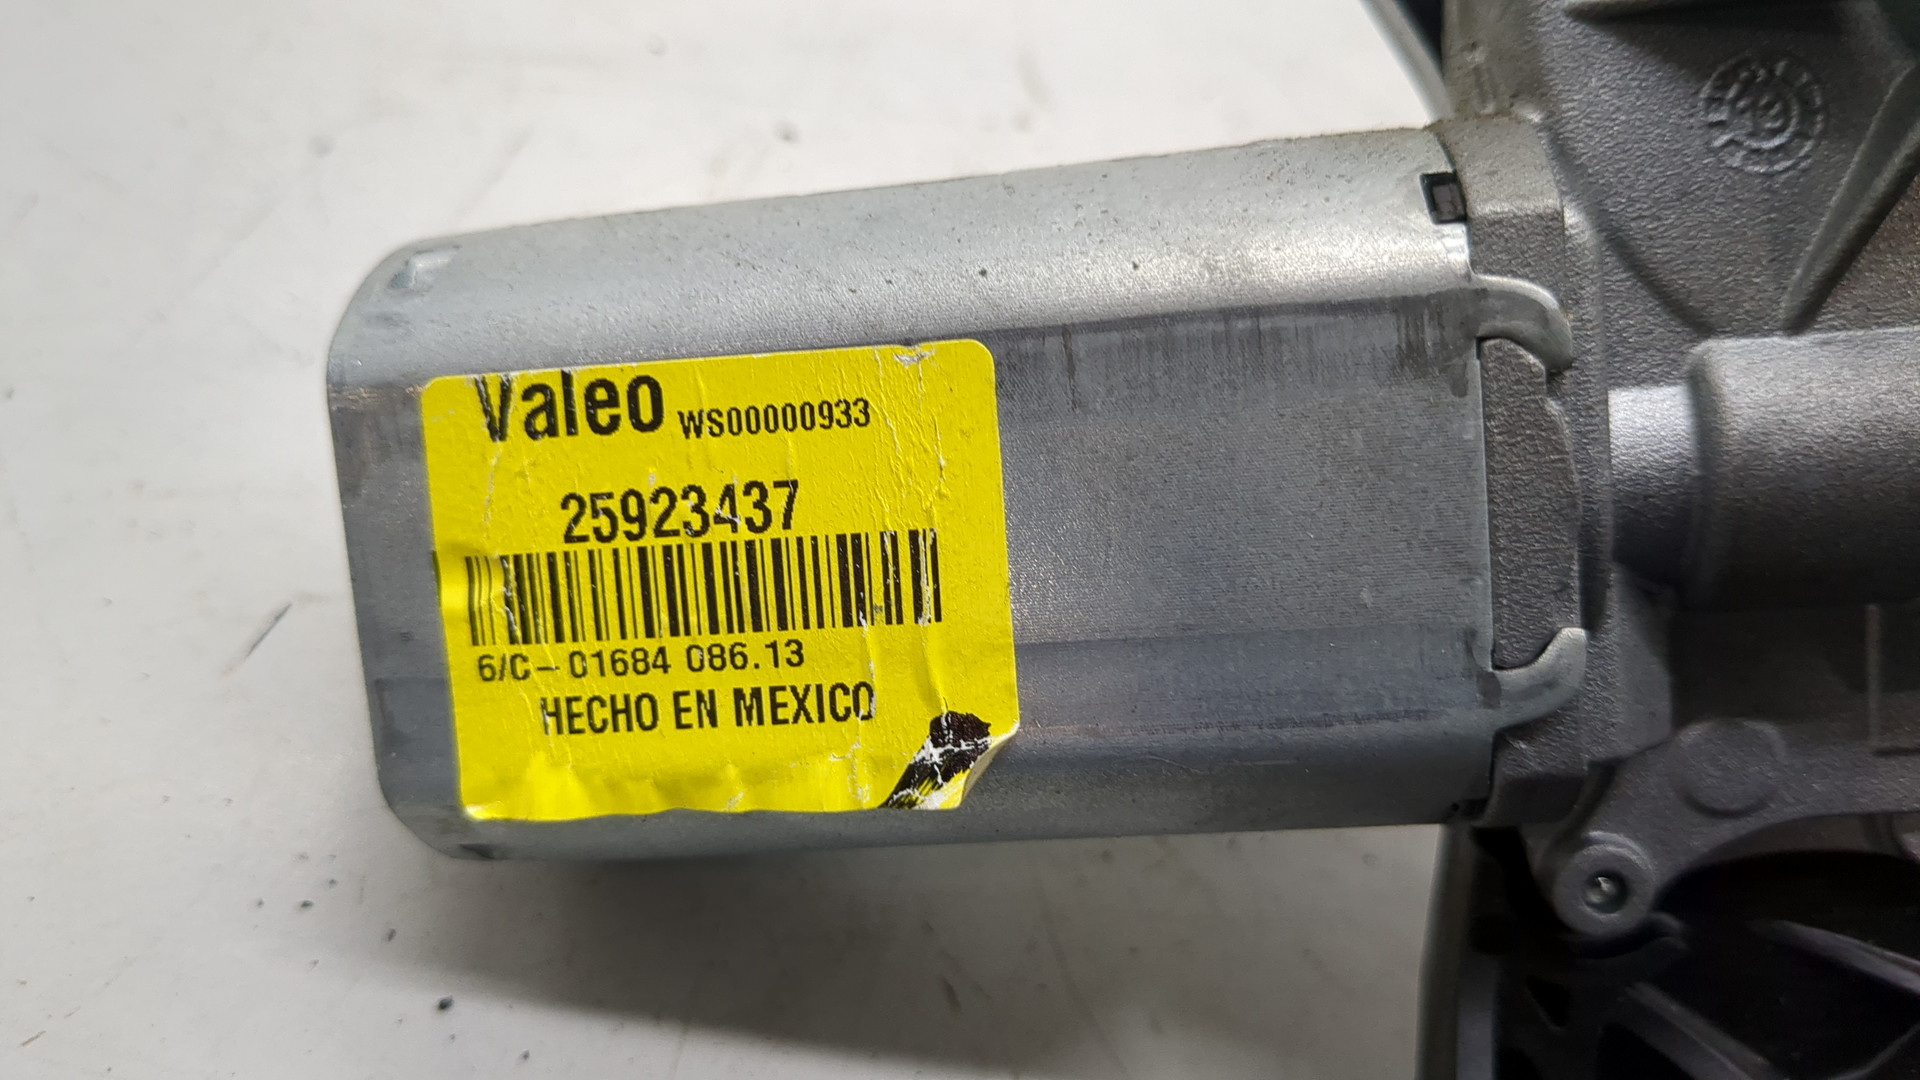 Valeo WS00000933
25923437
6/C-01684 086.13
HECHO EN MEXICO